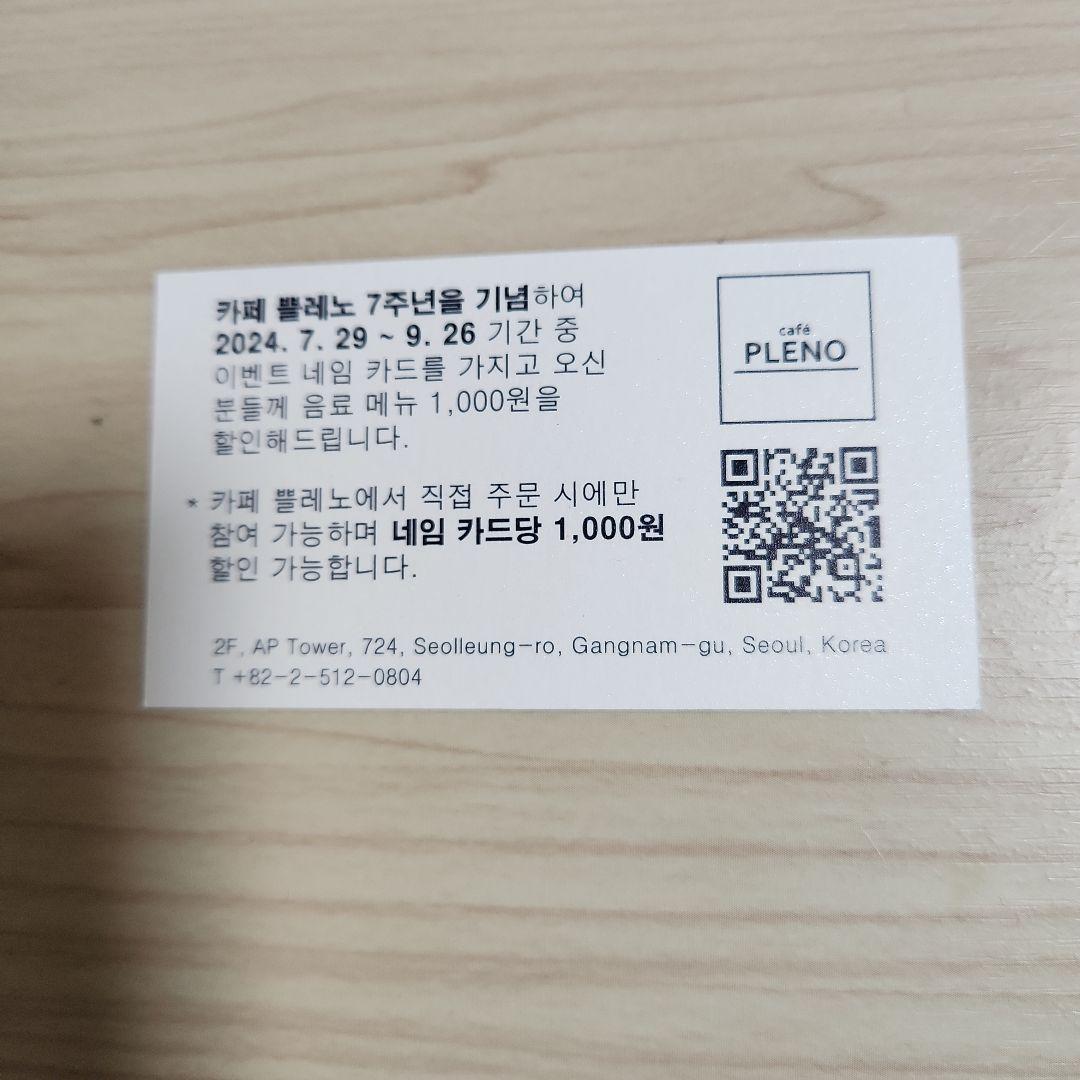 카페 쁠레노 7주년을 기념하여
2024. 7. 29 ~ 9. 26 기간 중
이벤트 네임 카드를 가지고 오신
분들께 음료 메뉴 1,000원을
할인해드립니다.
* 카페 쁠레노에서 직접 주문 시에만
참여 가능하며 네임 카드당 1,000원
할인 가능합니다.
café
PLENO
2F, AP Tower, 724, Seolleung-ro, Gangnam-gu, Seoul, Korea
T +82-2-512-0804